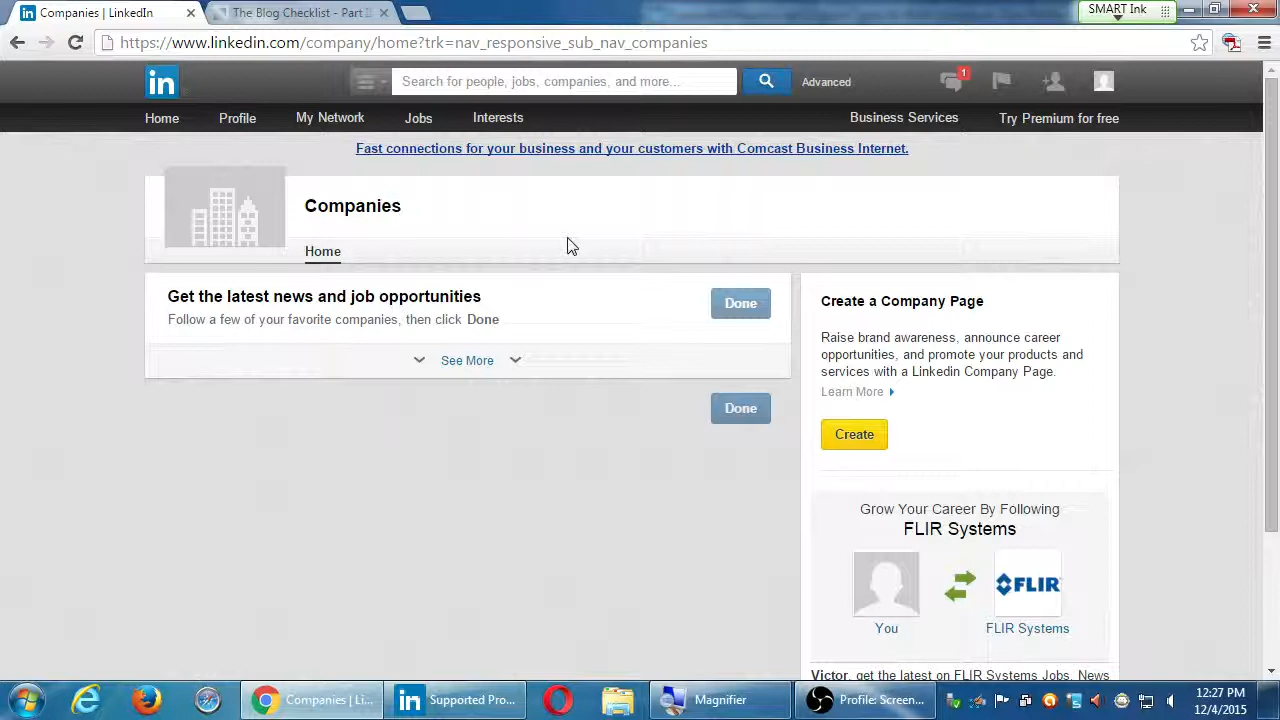 Companies | LinkedIn
The Blog Checklist - Part I
SMART Ink
https://www.linkedin.com/company/home?trk=nav_responsive_sub_nav_companies
in
Search for people, jobs, companies, and more...
Advanced
1
Home
Profile
My Network
Jobs
Interests
Business Services
Try Premium for free
Fast connections for your business and your customers with Comcast Business Internet.
Companies
Home
Get the latest news and job opportunities
Follow a few of your favorite companies, then click Done
Done
See More
Done
Create a Company Page
Raise brand awareness, announce career
opportunities, and promote your products and
services with a Linkedin Company Page.
Learn More
Create
Grow Your Career By Following
FLIR Systems
FLIR
You
FLIR Systems
Victor, get the latest on FLIR Systems Jobs, News
Companies | Li...
Supported Pro...
Magnifier
Profile: Screen...
12:27 PM
12/4/2015